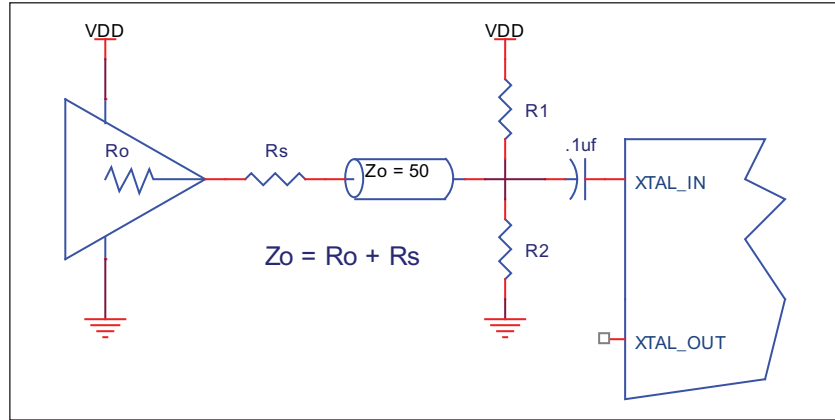 VDD
VDD
R1
Ro
Rs
Zo = 50
.1uf
XTAL_IN
R2
Zo = Ro + Rs
XTAL_OUT